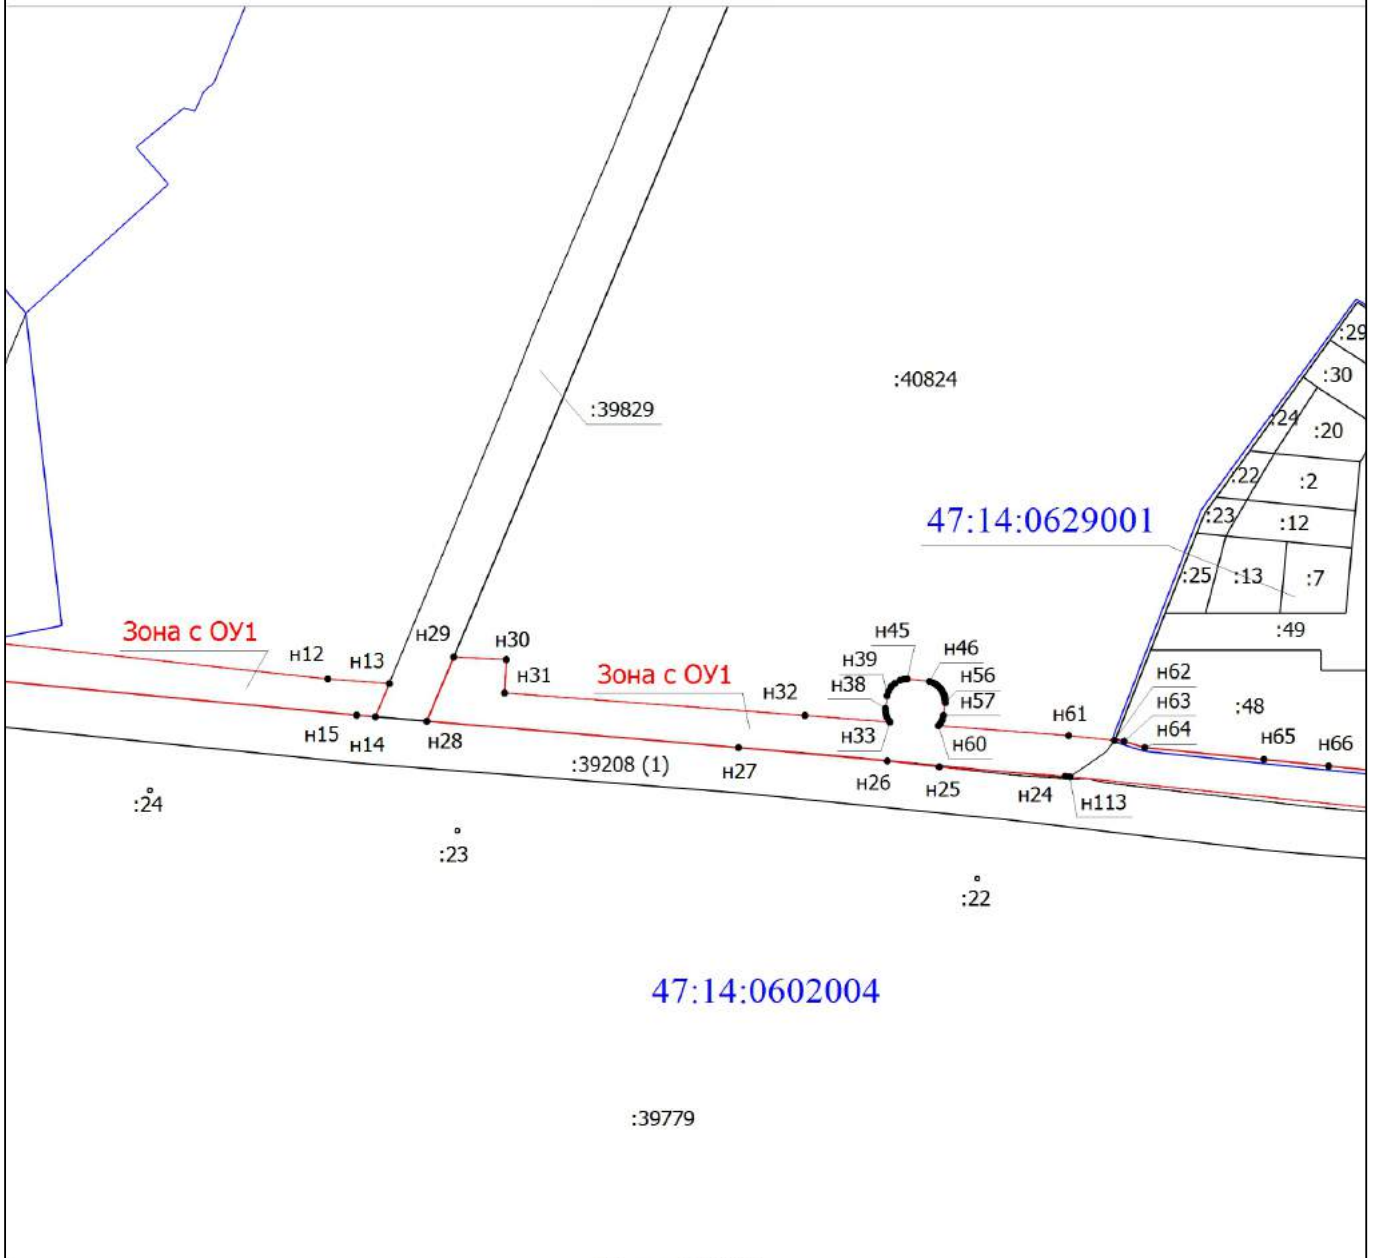 :29
:30
:40824
:39829
:24
:20
:22
:2
47:14:0629001
:23
:12
:25
:13
:7
Зона с ОУ1
н29
н45
:49
н12
н13
н30
н39
н46
н62
н31
Зона с ОУ1
н38
н56
н32
н57
н63
:48
н15
н14
н28
н33
н60
н61
н64
н65
н66
:39208 (1)
н27
н26
н25
н24
н113
:24
:23
:22
47:14:0602004
:39779